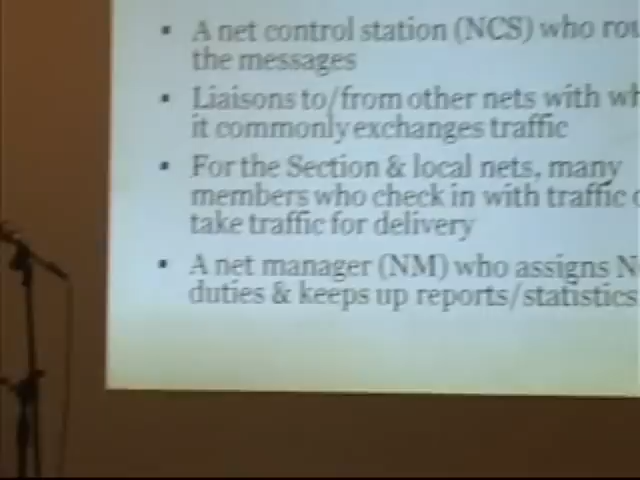 ▪ A net control station (NCS) who
the messages
▪ Liaisons to/from other nets with
it commonly exchanges traffic
▪ For the Section & local nets, many
members who check in with traffic
take traffic for delivery
▪ A net manager (NM) who assigns
duties & keeps up reports/statistics